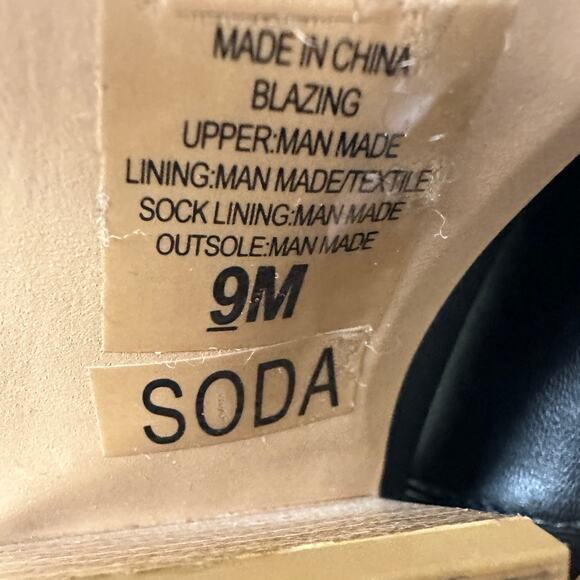 MADE IN CHINA
BLAZING
UPPER:MAN MADE
LINING:MAN MADE/TEXTILE
SOCK LINING:MAN MADE
OUTSOLE:MAN MADE
9M
SODA